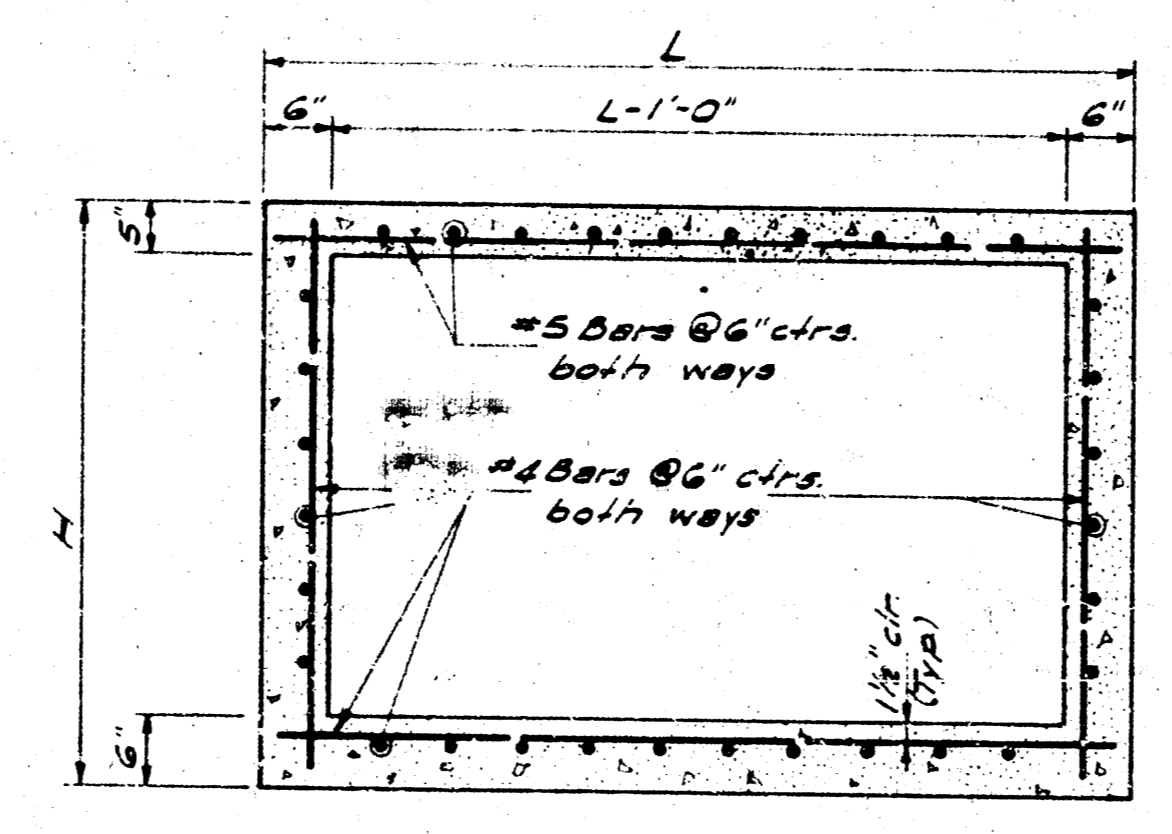 L
6" L-1'-0" 6"
5"
#5 Bars @ 6" ctrs.
both ways
#4 Bars @ 6" ctrs.
both ways
H
1½" clr.
(Typ)
6"